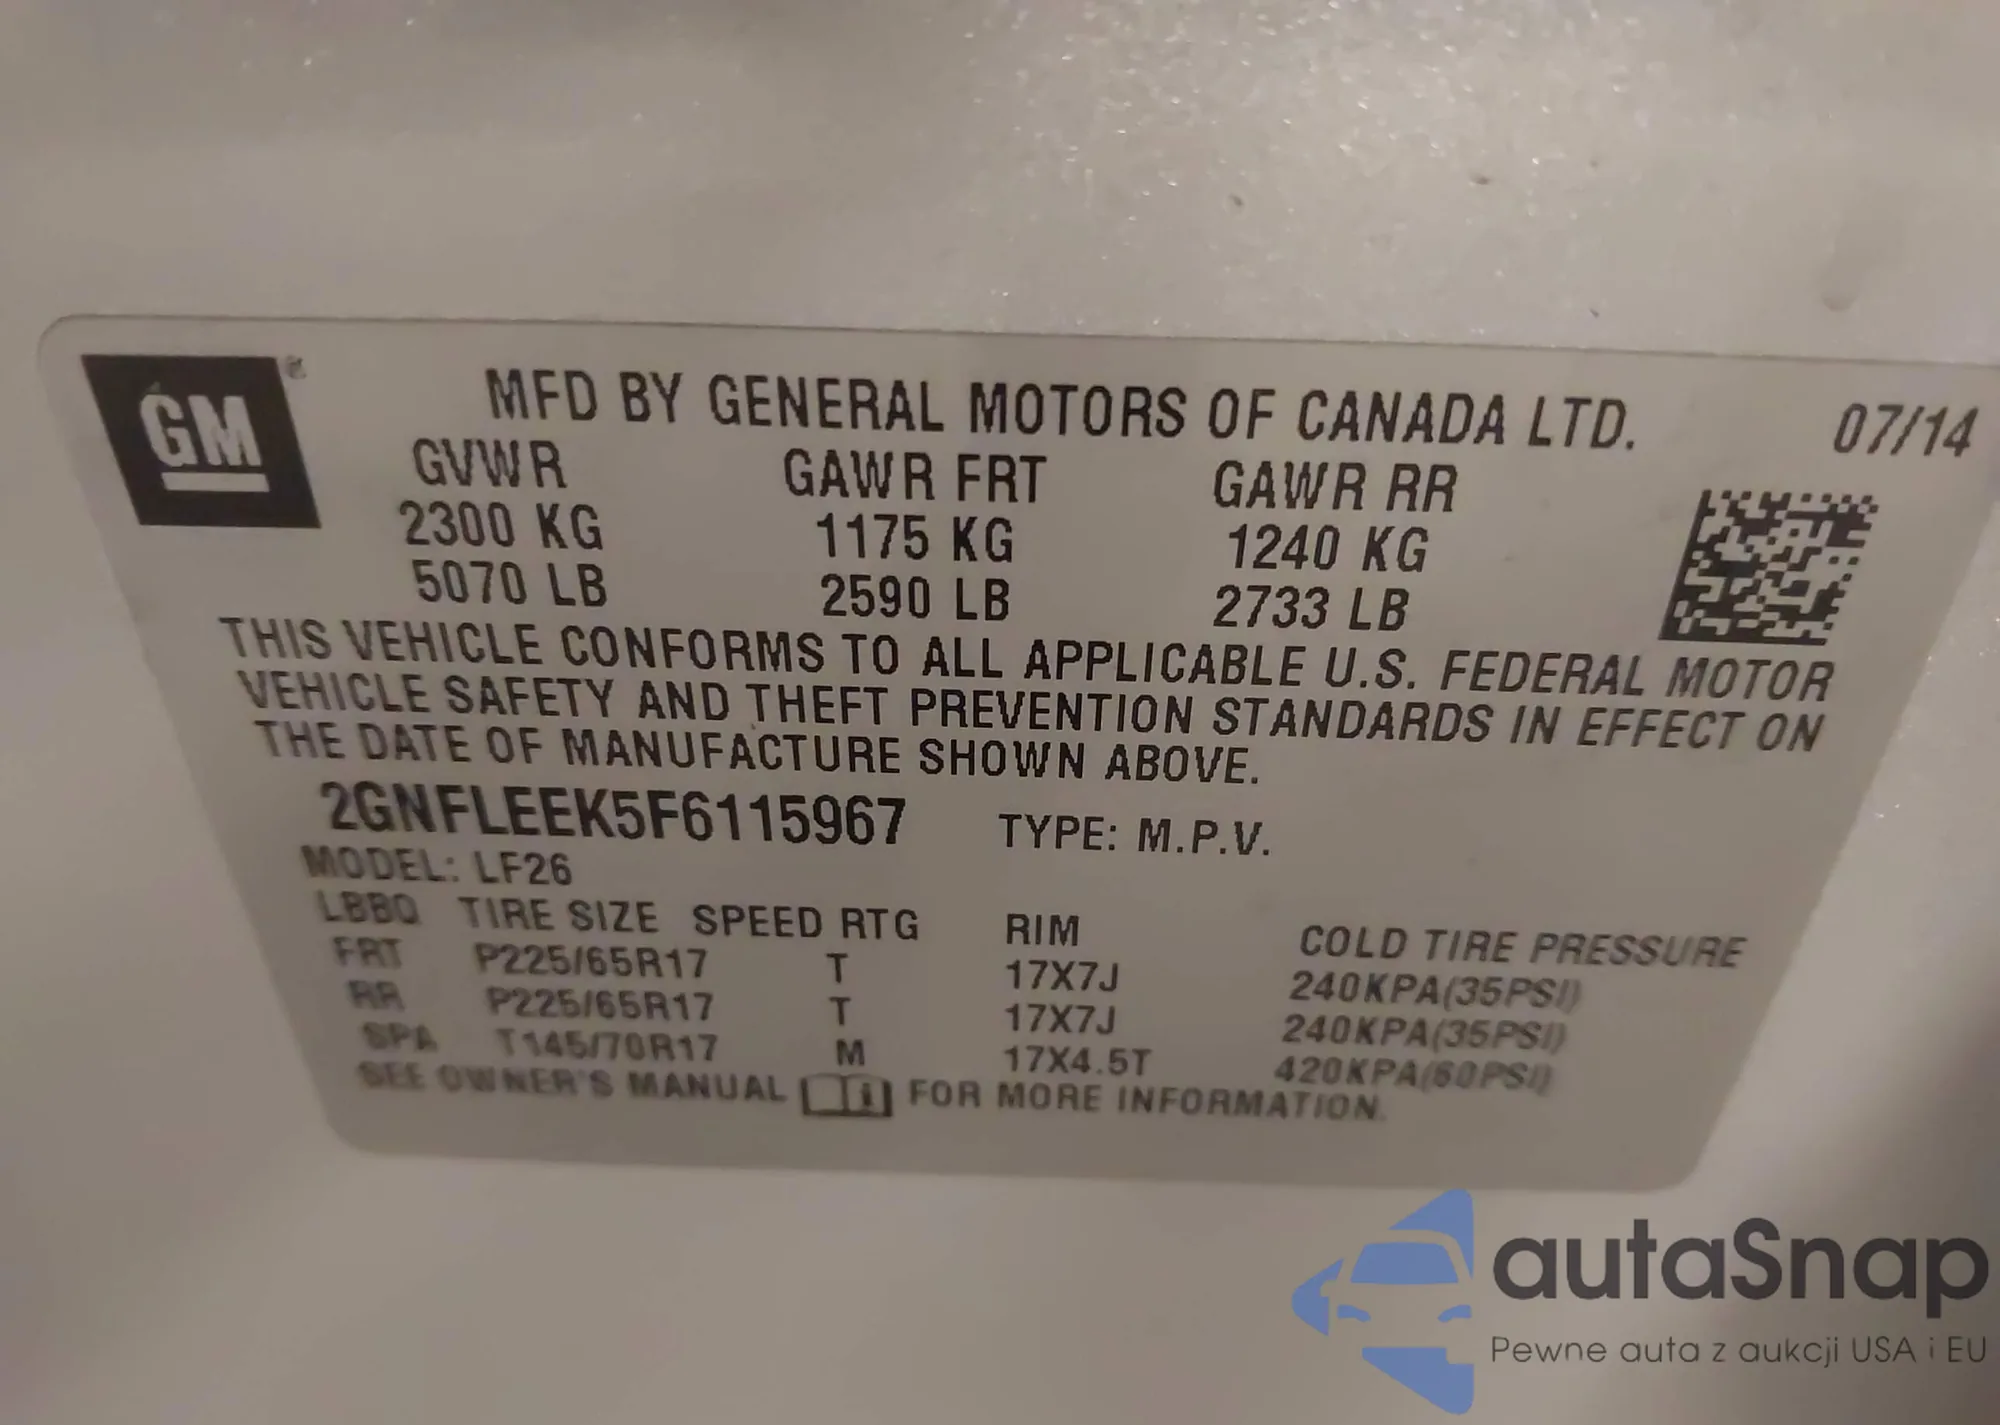 GM ®
MFD BY GENERAL MOTORS OF CANADA LTD. 07/14
GVWR GAWR FRT GAWR RR
2300 KG 1175 KG 1240 KG
5070 LB 2590 LB 2733 LB
THIS VEHICLE CONFORMS TO ALL APPLICABLE U.S. FEDERAL MOTOR
VEHICLE SAFETY AND THEFT PREVENTION STANDARDS IN EFFECT ON
THE DATE OF MANUFACTURE SHOWN ABOVE.
2GNFLEEK5F6115967 TYPE: M.P.V.
MODEL: LF26
LBBQ TIRE SIZE SPEED RTG RIM COLD TIRE PRESSURE
FRT P225/65R17 T 17X7J 240KPA(35PSI)
RR P225/65R17 T 17X7J 240KPA(35PSI)
SPA T145/70R17 M 17X4.5T 420KPA(60PSI)
SEE OWNER'S MANUAL FOR MORE INFORMATION.
autaSnap
Pewne auta z aukcji USA i EU